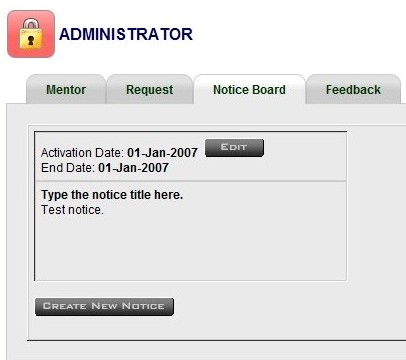 ADMINISTRATOR
Mentor Request Notice Board Feedback
Activation Date: 01-Jan-2007 EDIT
End Date: 01-Jan-2007
Type the notice title here.
Test notice.
CREATE NEW NOTICE